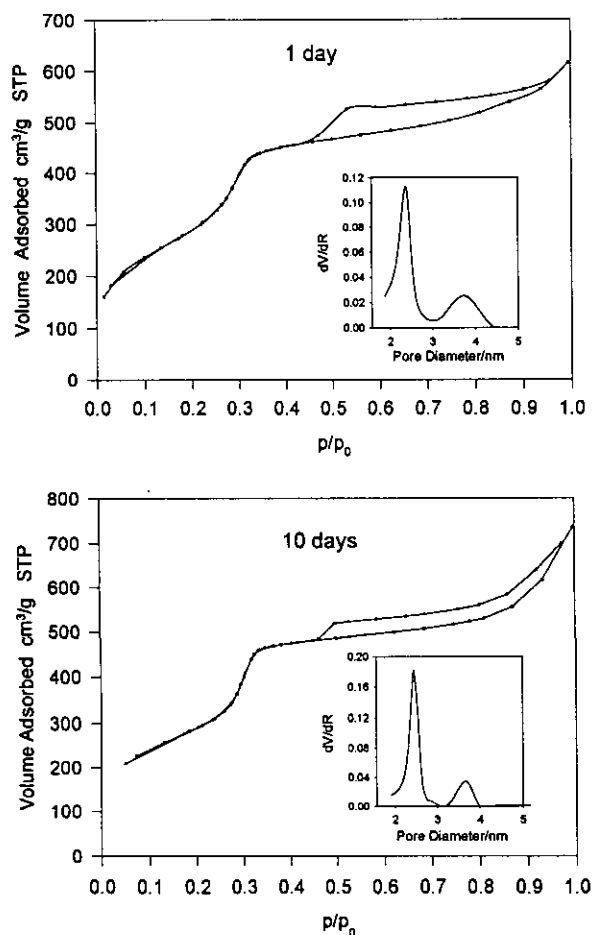 700
600
500
400
300
200
100
0
Volume Adsorbed cm³/g STP
1 day
0.12
0.10
0.08
0.06
0.04
0.02
0.00
dV/dR
2 3 4 5
Pore Diameter/nm
0.0 0.1 0.2 0.3 0.4 0.5 0.6 0.7 0.8 0.9 1.0
p/p₀
800
700
600
500
400
300
200
100
0
Volume Adsorbed cm³/g STP
10 days
0.20
0.16
0.12
0.08
0.04
0.00
dV/dR
2 3 4 5
Pore Diameter/nm
0.0 0.1 0.2 0.3 0.4 0.5 0.6 0.7 0.8 0.9 1.0
p/p₀